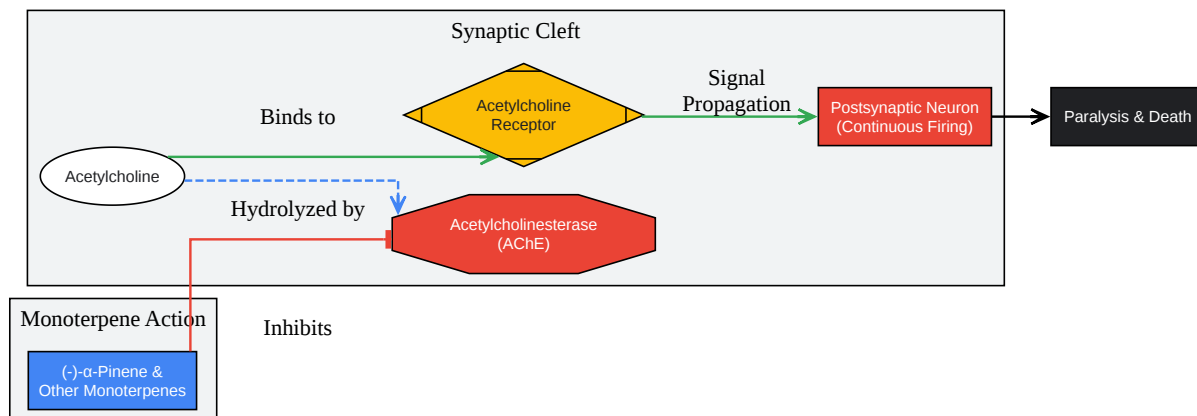 Synaptic Cleft
Signal
Propagation
Acetylcholine
Receptor
Postsynaptic Neuron
(Continuous Firing)
Paralysis & Death
Binds to
Acetylcholine
Hydrolyzed by
Acetylcholinesterase
(AChE)
Monoterpene Action
Inhibits
(-)-α-Pinene &
Other Monoterpenes